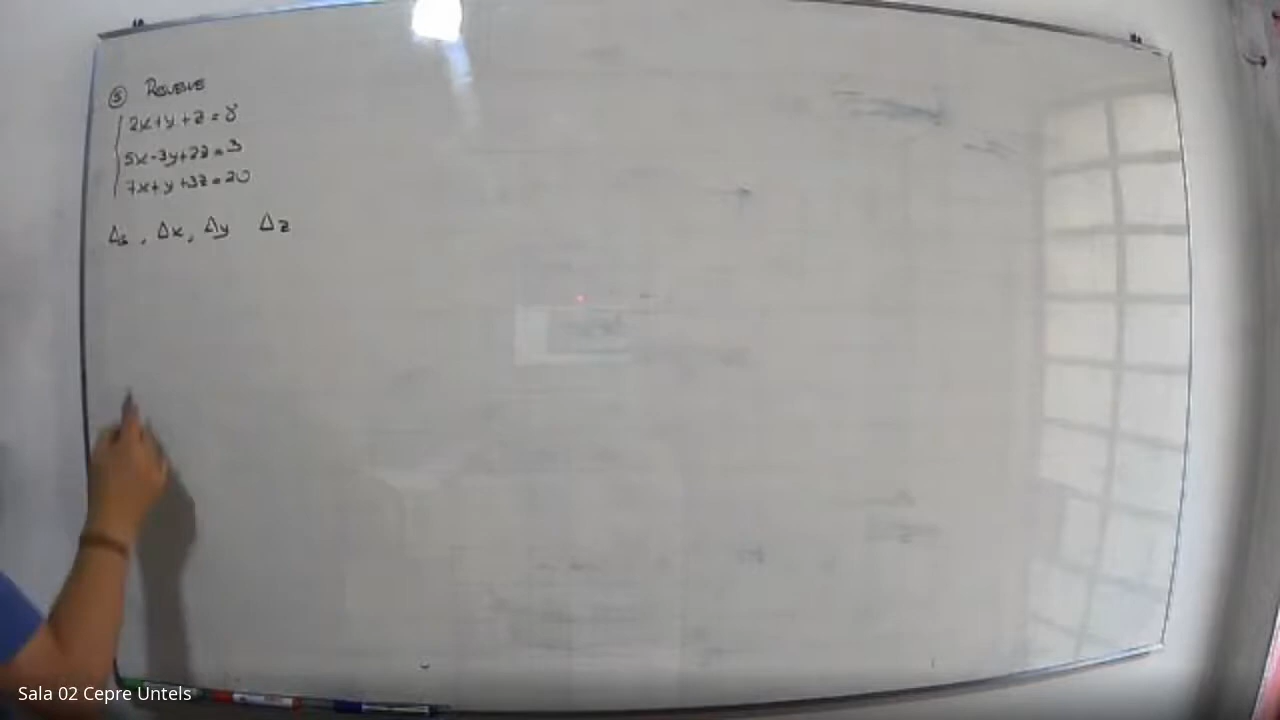 ⑤ Resuelve
2x+y+z=8
5x-3y+2z=3
7x+y+3z=20
Δs, Δx, Δy Δz
Sala 02 Cepre Untels